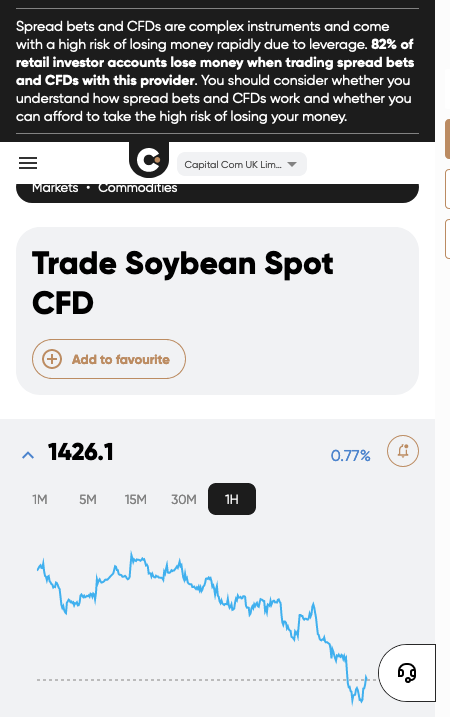 Spread bets and CFDs are complex instruments and come
with a high risk of losing money rapidly due to leverage. 82% of
retail investor accounts lose money when trading spread bets
and CFDs with this provider. You should consider whether you
understand how spread bets and CFDs work and whether you
can afford to take the high risk of losing your money.
Capital Com UK Lim...
Markets • Commodities
Trade Soybean Spot
CFD
Add to favourite
1426.1
0.77%
1M 5M 15M 30M 1H